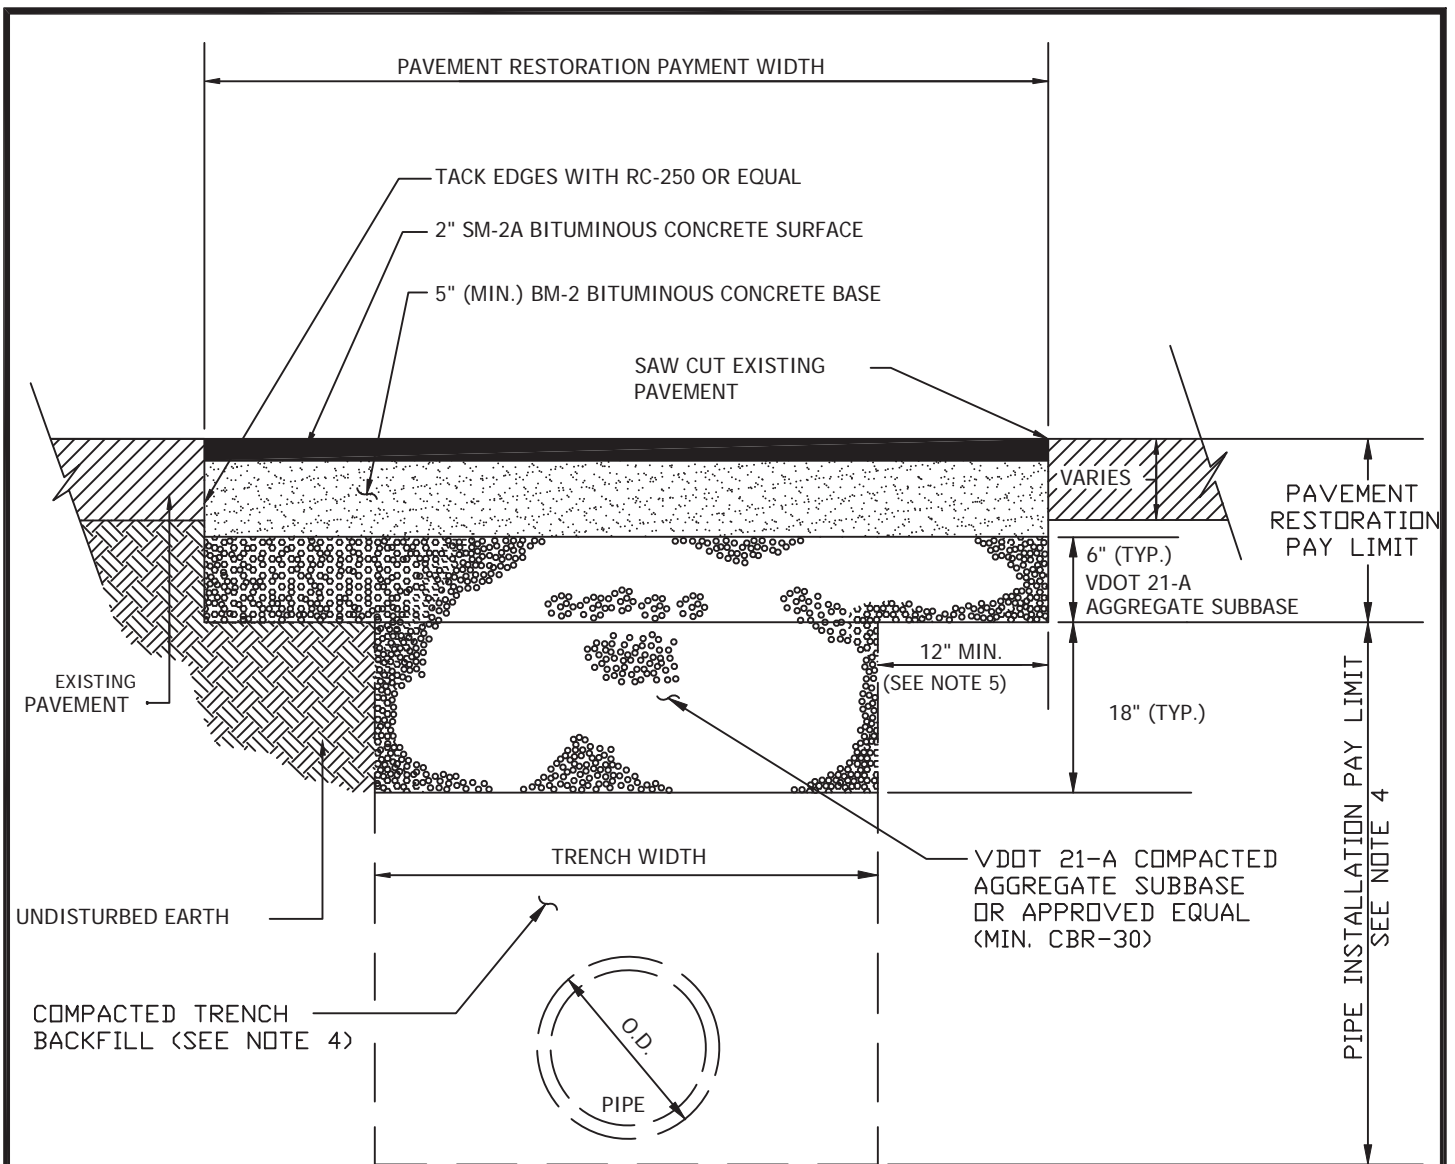 PAVEMENT RESTORATION PAYMENT WIDTH
TACK EDGES WITH RC-250 OR EQUAL
2" SM-2A BITUMINOUS CONCRETE SURFACE
5" (MIN.) BM-2 BITUMINOUS CONCRETE BASE
SAW CUT EXISTING
PAVEMENT
VARIES
PAVEMENT
RESTORATION
PAY LIMIT
6" (TYP.)
VDOT 21-A
AGGREGATE SUBBASE
12" MIN.
(SEE NOTE 5)
18" (TYP.)
EXISTING
PAVEMENT
PIPE INSTALLATION PAY LIMIT
SEE NOTE 4
TRENCH WIDTH
VDOT 21-A COMPACTED
AGGREGATE SUBBASE
OR APPROVED EQUAL
(MIN. CBR-30)
UNDISTURBED EARTH
COMPACTED TRENCH
BACKFILL (SEE NOTE 4)
O.D.
PIPE